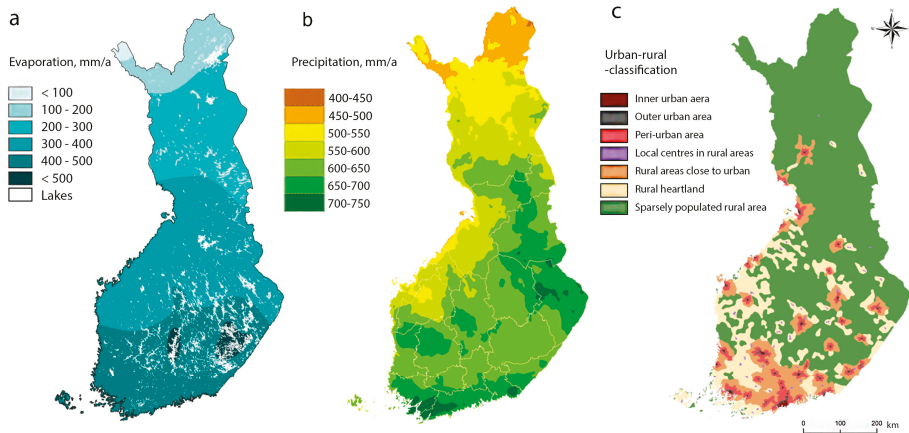 a
Evaporation, mm/a
< 100
100 - 200
200 - 300
300 - 400
400 - 500
< 500
Lakes
b
Precipitation, mm/a
400-450
450-500
500-550
550-600
600-650
650-700
700-750
c
Urban-rural
-classification
Inner urban aera
Outer urban area
Peri-urban area
Local centres in rural areas
Rural areas close to urban
Rural heartland
Sparsely populated rural area
N
0 100 200 km